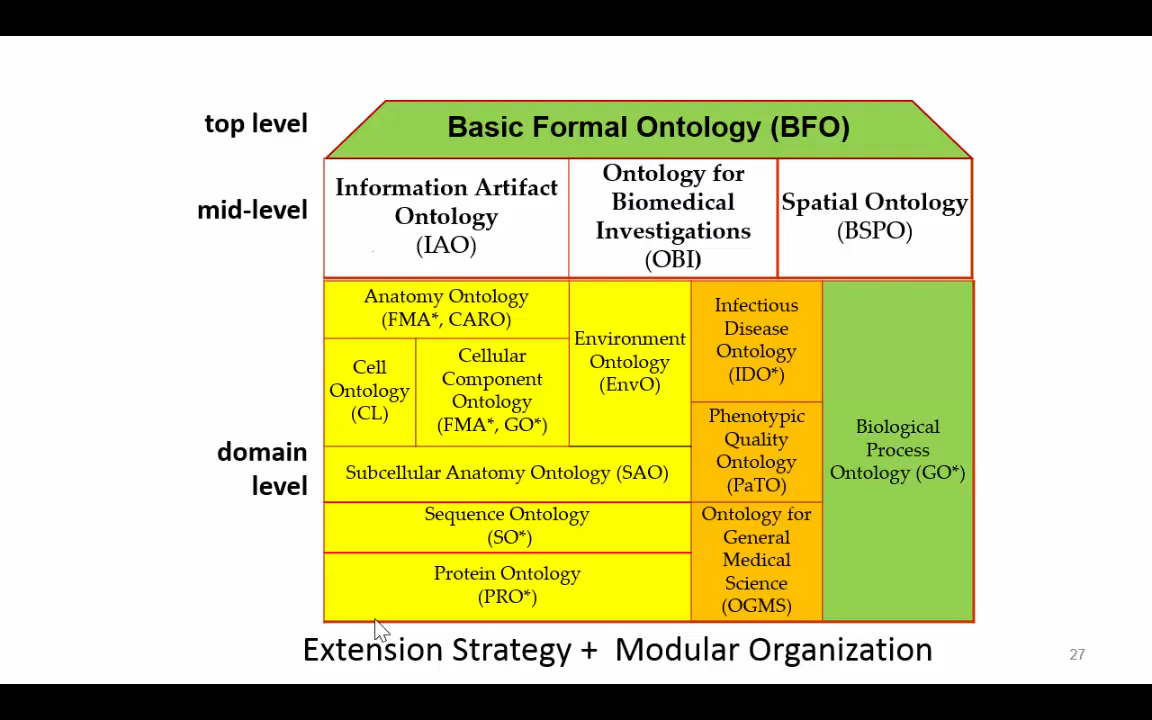 top level
Basic Formal Ontology (BFO)
mid-level
Information Artifact
Ontology
(IAO)
Ontology for
Biomedical
Investigations
(OBI)
Spatial Ontology
(BSPO)
domain
level
Anatomy Ontology
(FMA*, CARO)
Cell
Ontology
(CL)
Cellular
Component
Ontology
(FMA*, GO*)
Environment
Ontology
(EnvO)
Subcellular Anatomy Ontology (SAO)
Sequence Ontology
(SO*)
Protein Ontology
(PRO*)
Infectious
Disease
Ontology
(IDO*)
Phenotypic
Quality
Ontology
(PaTO)
Ontology for
General
Medical
Science
(OGMS)
Biological
Process
Ontology (GO*)
Extension Strategy + Modular Organization
27